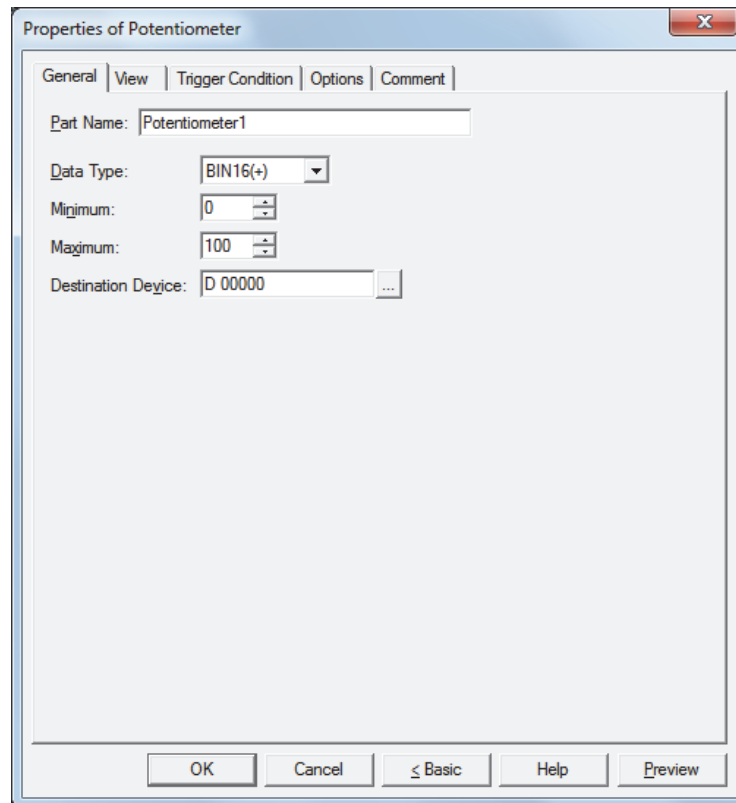 Properties of Potentiometer
General View Trigger Condition Options Comment
Part Name: Potentiometer1
Data Type: BIN16(+)
Minimum: 0
Maximum: 100
Destination Device: D 00000 ...
OK Cancel < Basic Help Preview